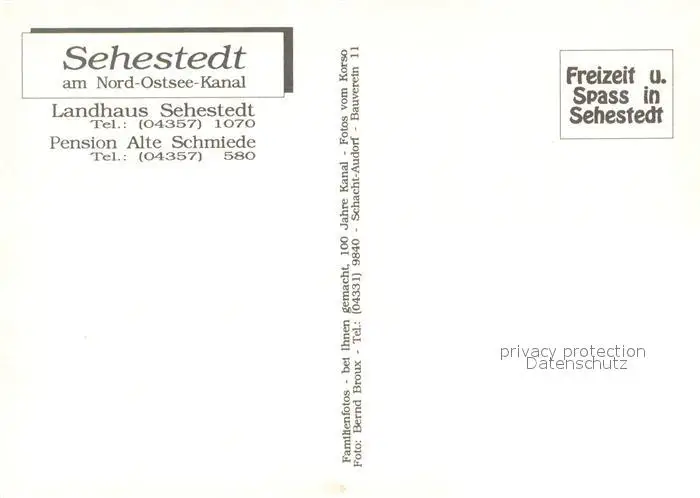 Sehestedt
am Nord-Ostsee-Kanal
Landhaus Sehestedt
Tel.: (04357) 1070
Pension Alte Schmiede
Tel.: (04357) 580
Familienfotos - bei Ihnen gemacht, 100 Jahre Kanal - Fotos vom Korso
Foto: Bernd Broux - Tel.: (04331) 9840 - Schacht-Audorf - Bauverein 11
Freizeit u.
Spass in
Sehestedt
privacy protection
Datenschutz